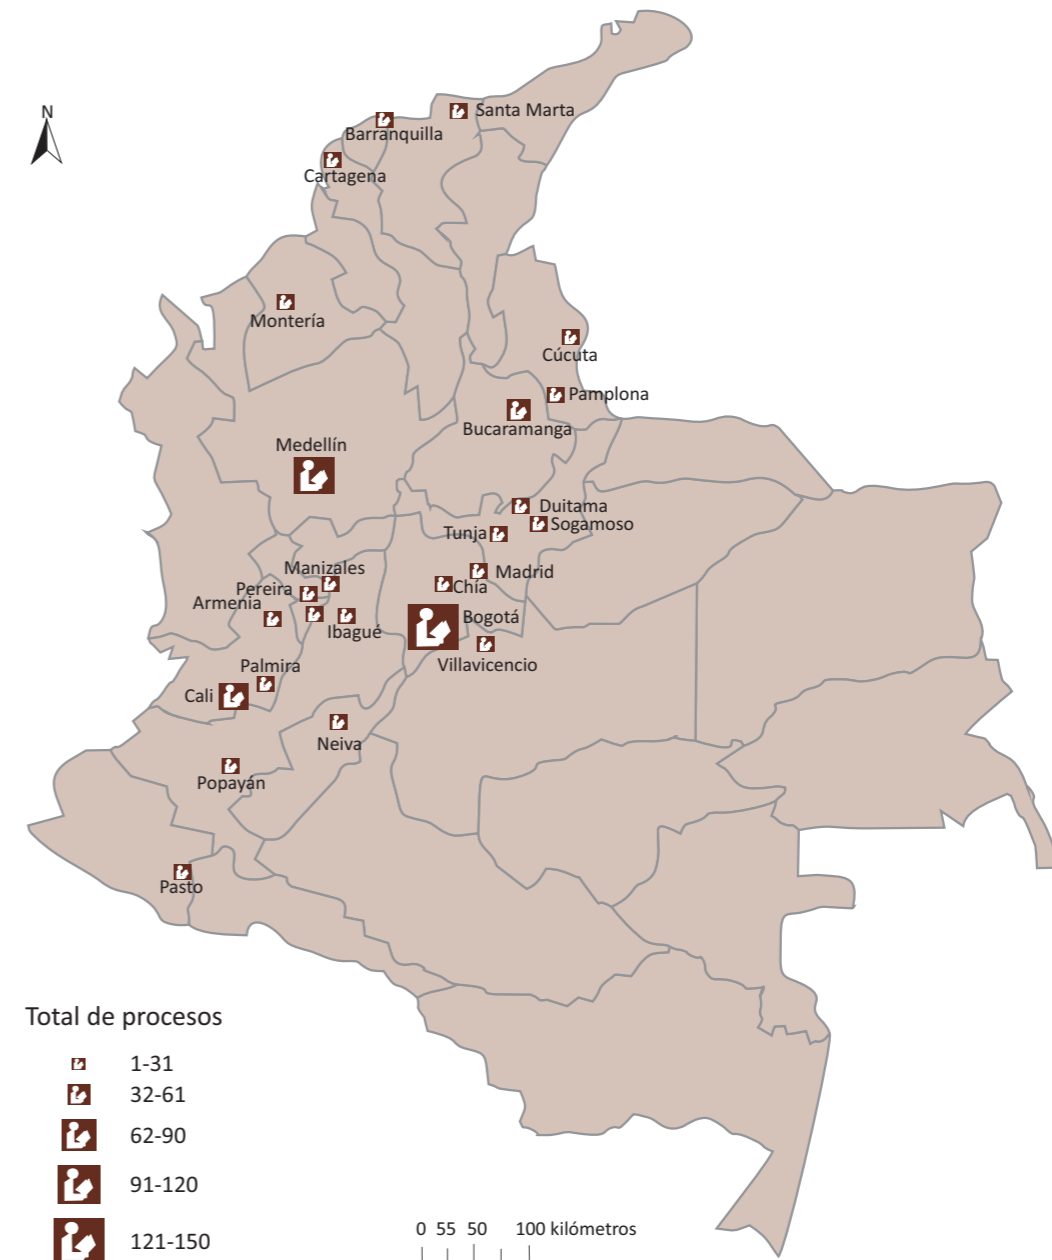 N
Santa Marta
Barranquilla
Cartagena
Montería
Cúcuta
Pamplona
Bucaramanga
Medellín
Duitama
Sogamoso
Tunja
Manizales
Madrid
Pereira
Chía
Armenia
Bogotá
Ibagué
Villavicencio
Palmira
Cali
Neiva
Popayán
Pasto
Total de procesos
1-31
32-61
62-90
91-120
121-150
0 55 50 100 kilómetros